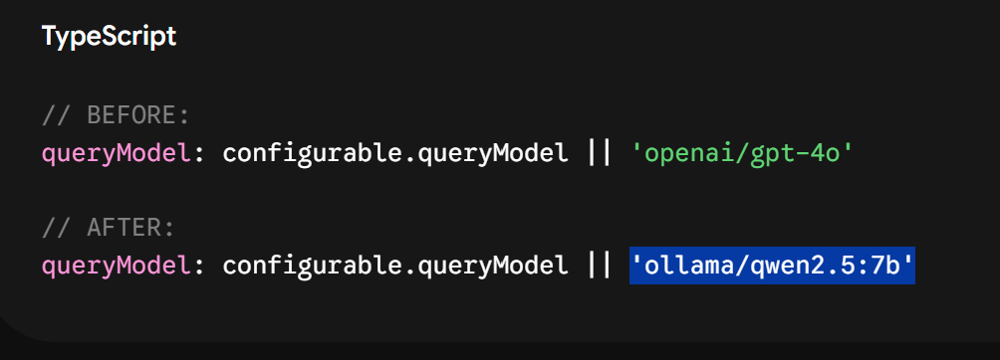 TypeScript
// BEFORE:
queryModel: configurable.queryModel || 'openai/gpt-4o'
// AFTER:
queryModel: configurable.queryModel || 'ollama/qwen2.5:7b'